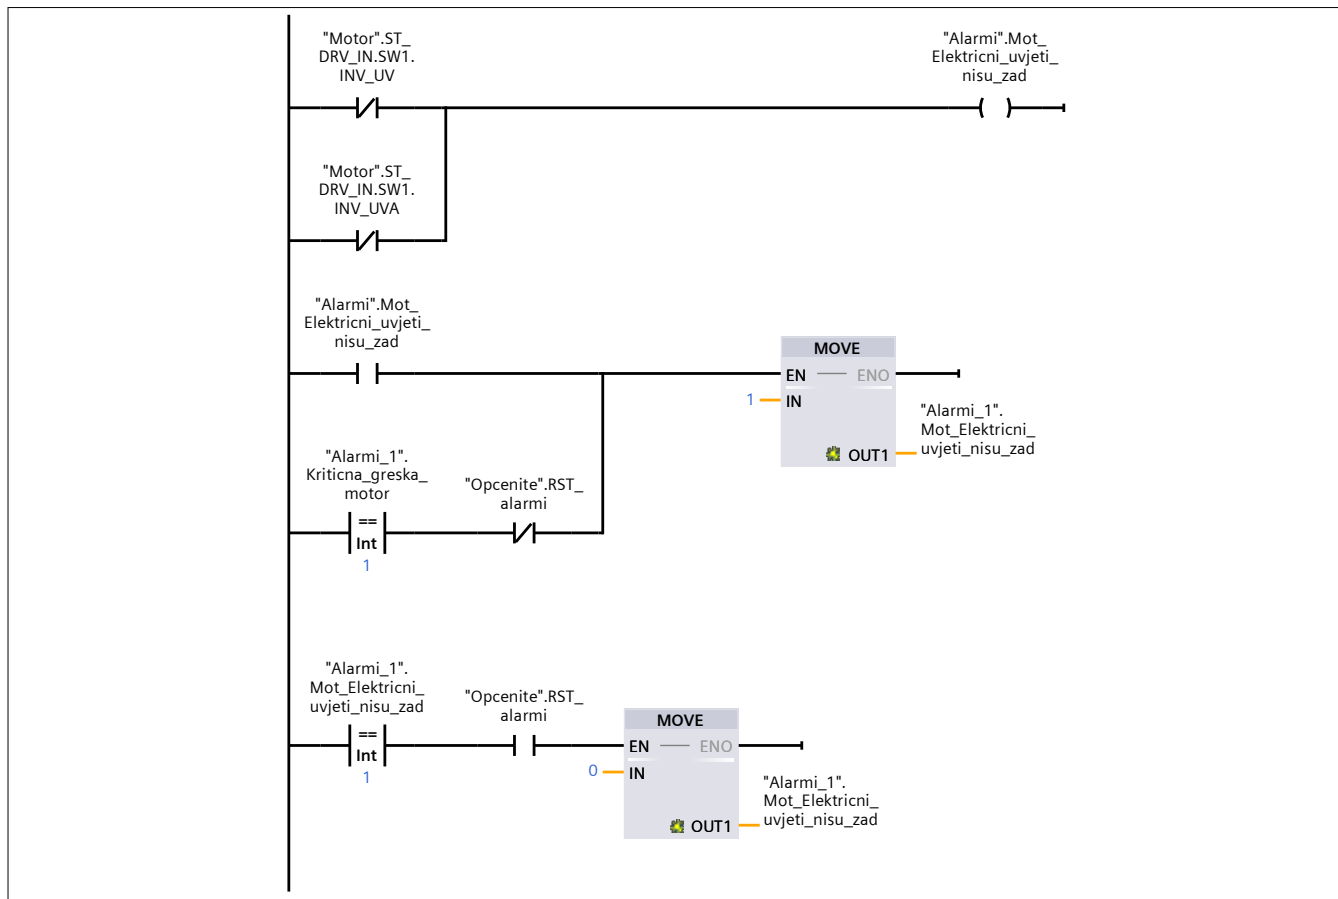 "Motor".ST_
DRV_IN.SW1.
INV_UV
"Alarmi".Mot_
Elektricni_uvjeti_
nisu_zad
"Motor".ST_
DRV_IN.SW1.
INV_UVA
"Alarmi".Mot_
Elektricni_uvjeti_
nisu_zad
MOVE
EN
ENO
1
IN
"Alarmi_1".
Mot_Elektricni_
uvjeti_nisu_zad
OUT1
"Alarmi_1".
Kriticna_greska_
motor
"Opcenite".RST_
alarmi
==
Int
1
"Alarmi_1".
Mot_Elektricni_
uvjeti_nisu_zad
"Opcenite".RST_
alarmi
==
Int
1
MOVE
EN
ENO
0
IN
"Alarmi_1".
Mot_Elektricni_
uvjeti_nisu_zad
OUT1